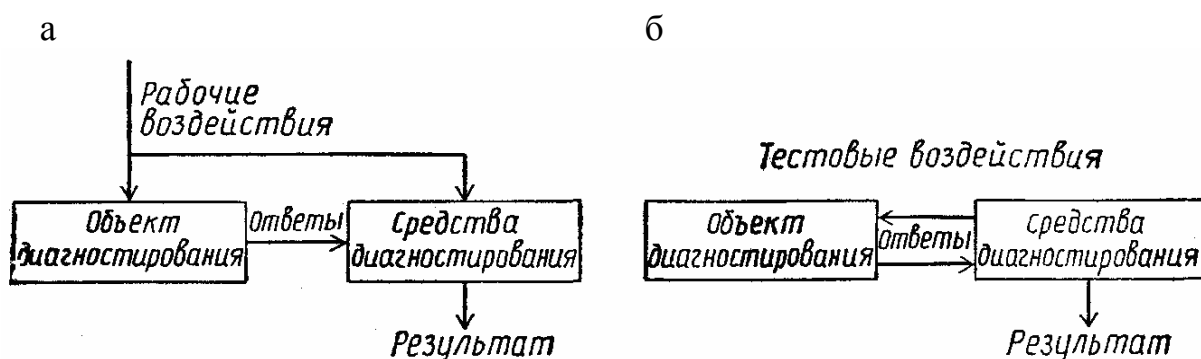 а
б
Рабочие
воздействия
Объект
диагностирования
Ответы
Средства
диагностирования
Результат
Тестовые воздействия
Объект
диагностирования
Ответы
Средства
диагностирования
Результат